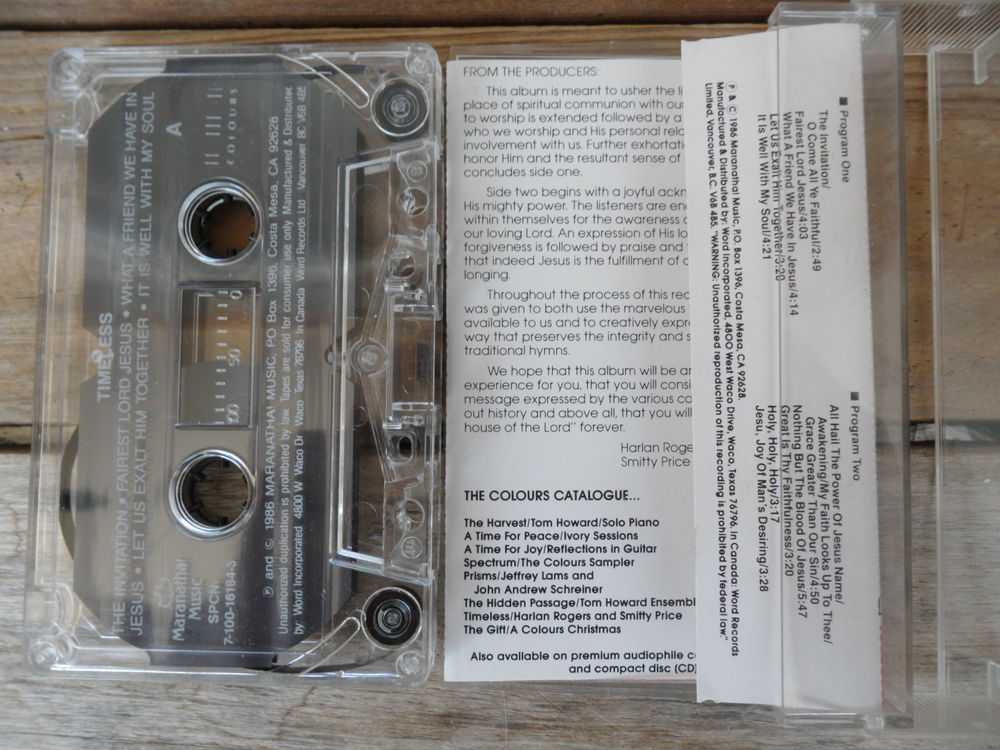 TIMELESS
THE INVITATION/FAIREST LORD JESUS • WHAT A FRIEND WE HAVE IN
JESUS • LET US EXALT HIM TOGETHER • IT IS WELL WITH MY SOUL
A
COLOURS
Maranatha!
Music
SPCN
7-100-16184-3
℗ and © 1986 MARANATHA! MUSIC, PO Box 1396, Costa Mesa, CA 92628
Unauthorized duplication is prohibited by law Tapes are sold for consumer use only Manufactured & Distributed
by Word Incorporated 4800 W Waco Dr Waco Texas 76796 In Canada Word Records Ltd Vancouver BC V6B 4B5
0
50
100
FROM THE PRODUCERS:
This album is meant to usher the li
place of spiritual communion with our
to worship is extended followed by a
who we worship and His personal rela
involvement with us. Further exhortati
honor Him and the resultant sense of
concludes side one.
Side two begins with a joyful ackn
His mighty power. The listeners are en
within themselves for the awareness o
our loving Lord. An expression of His lo
forgiveness is followed by praise and
that indeed Jesus is the fulfillment of
longing.
Throughout the process of this rec
was given to both use the marvelous
available to us and to creatively expre
way that preserves the integrity and s
traditional hymns.
We hope that this album will be an
experience for you, that you will consi
message expressed by the various co
out history and above all, that you will
house of the Lord" forever.
Harlan Roge
Smitty Price
THE COLOURS CATALOGUE...
The Harvest/Tom Howard/Solo Piano
A Time For Peace/Ivory Sessions
A Time For Joy/Reflections in Guitar
Spectrum/The Colours Sampler
Prisms/Jeffrey Lams and
John Andrew Schreiner
The Hidden Passage/Tom Howard Ensembl
Timeless/Harlan Rogers and Smitty Price
The Gift/A Colours Christmas
Also available on premium audiophile c
and compact disc (CD)
Program One
The Invitation/
O Come All Ye Faithful/2:49
Fairest Lord Jesus/4:03
What A Friend We Have In Jesus/4:14
Let Us Exalt Him Together/3:20
It Is Well With My Soul/4:21
Program Two
All Hail The Power Of Jesus Name/
Awakening/My Faith Looks Up To Thee/
Grace Greater Than Our Sin/4:50
Nothing But The Blood Of Jesus/5:47
Great Is Thy Faithfulness/3:20
Holy, Holy, Holy/3:17
Jesu, Joy Of Man's Desiring/3:28
℗ & © 1986 Maranatha! Music, P.O. Box 1396, Costa Mesa, CA 92628.
Manufactured & Distributed by: Word Incorporated, 4800 West Waco Drive, Waco, Texas 76796. In Canada: Word Records
Limited, Vancouver, B.C. V6B 4B5. "WARNING: Unauthorized reproduction of this recording is prohibited by federal law."